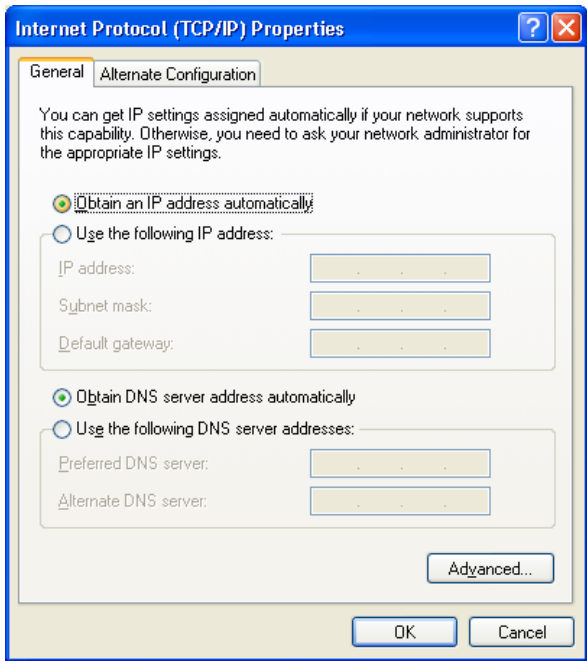 Internet Protocol (TCP/IP) Properties
General
Alternate Configuration
You can get IP settings assigned automatically if your network supports
this capability. Otherwise, you need to ask your network administrator for
the appropriate IP settings.
Obtain an IP address automatically
Use the following IP address:
IP address:
Subnet mask:
Default gateway:
Obtain DNS server address automatically
Use the following DNS server addresses:
Preferred DNS server:
Alternate DNS server:
Advanced...
OK
Cancel